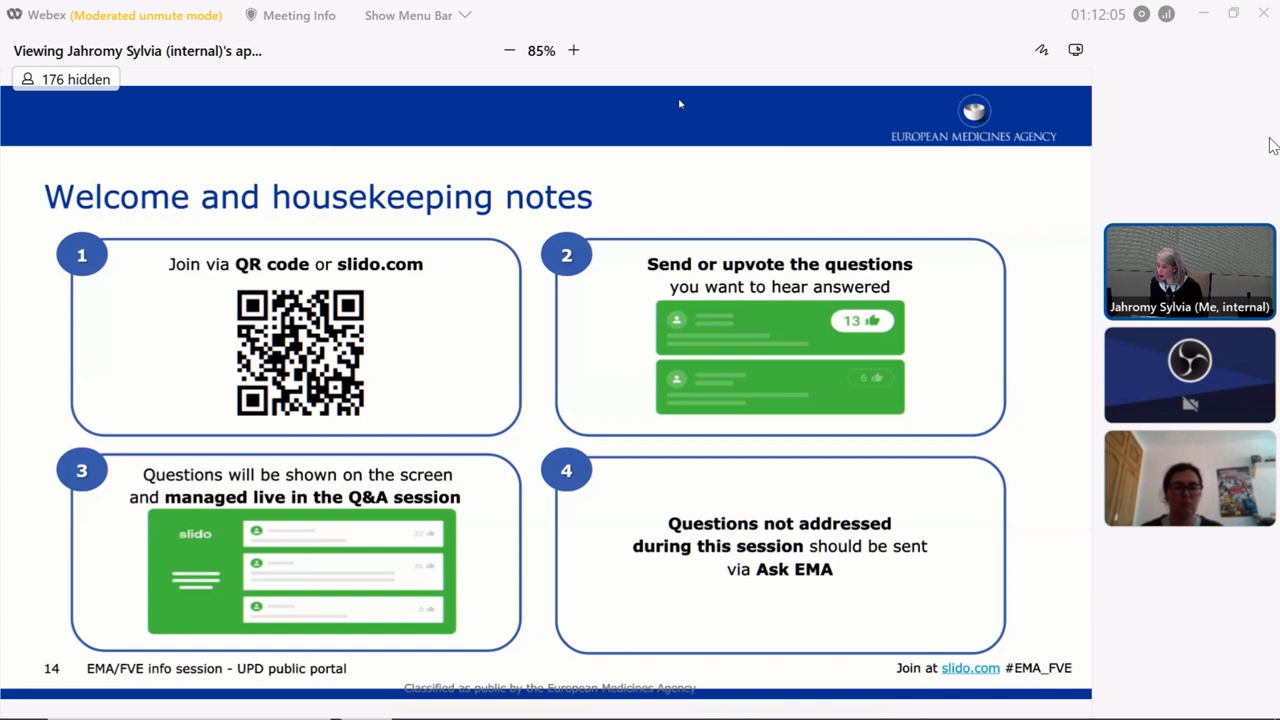 Webex (Moderated unmute mode) Meeting Info Show Menu Bar 01:12:05
Viewing Jahromy Sylvia (internal)'s ap... 85%
176 hidden
EUROPEAN MEDICINES AGENCY
Welcome and housekeeping notes
1
Join via QR code or slido.com
2
Send or upvote the questions
you want to hear answered
13
6
Jahromy Sylvia (Me, internal)
3
Questions will be shown on the screen
and managed live in the Q&A session
slido
4
Questions not addressed
during this session should be sent
via Ask EMA
14 EMA/FVE info session - UPD public portal
Join at slido.com #EMA_FVE
Classified as public by the European Medicines Agency